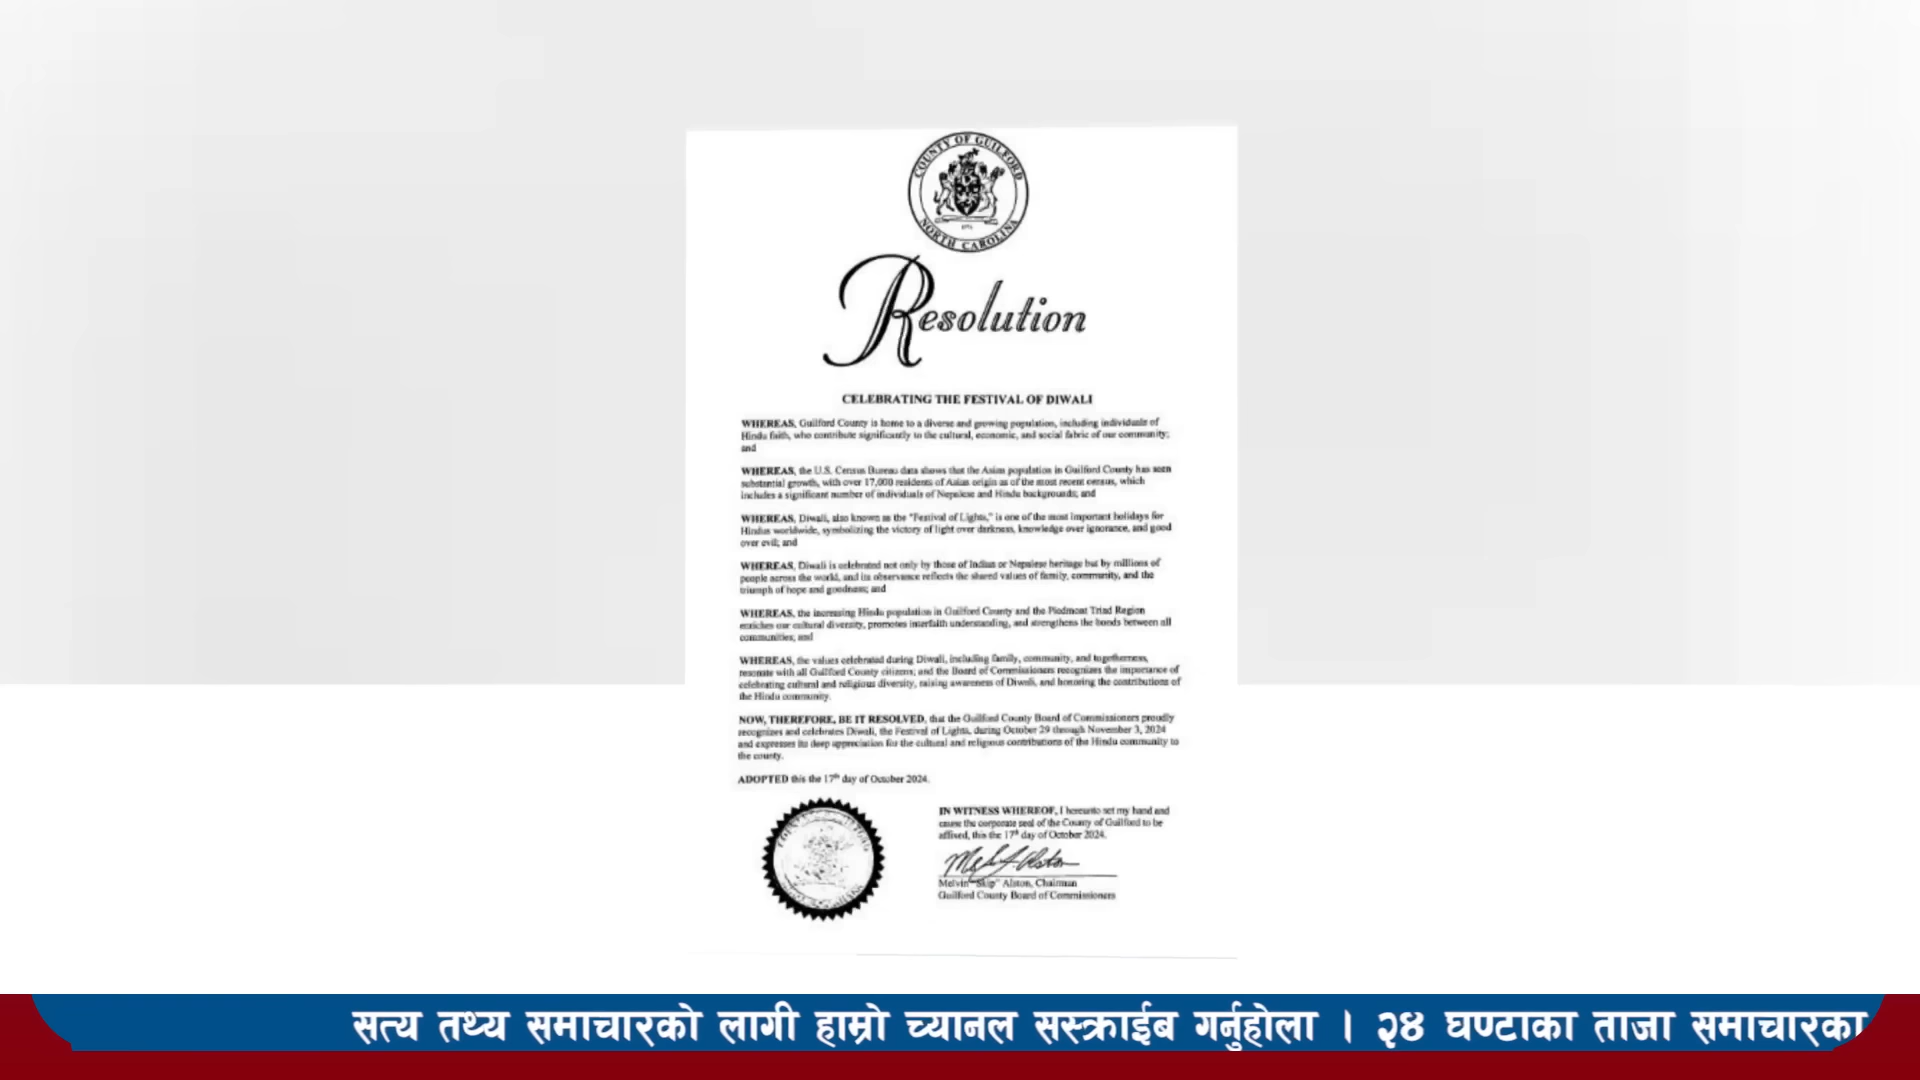 COUNTY OF GUILFORD
NORTH CAROLINA
Resolution
CELEBRATING THE FESTIVAL OF DIWALI
WHEREAS, Guilford County is home to a diverse and growing population, including individuals of
Hindu faith, who contribute significantly to the cultural, economic, and social fabric of our community;
and
WHEREAS, the U.S. Census Bureau data shows that the Asian population in Guilford County has seen
substantial growth, with over 17,000 residents of Asian origin as of the most recent census, which
includes a significant number of individuals of Nepalese and Hindu backgrounds; and
WHEREAS, Diwali, also known as the "Festival of Lights," is one of the most important holidays for
Hindus worldwide, symbolizing the victory of light over darkness, knowledge over ignorance, and good
over evil; and
WHEREAS, Diwali is celebrated not only by those of Indian or Nepalese heritage but by millions of
people across the world, and its observance reflects the shared values of family, community, and the
triumph of hope and goodness; and
WHEREAS, the increasing Hindu population in Guilford County and the Piedmont Triad Region
enriches our cultural diversity, promotes interfaith understanding, and strengthens the bonds between all
communities; and
WHEREAS, the values celebrated during Diwali, including family, community, and togetherness,
resonate with all Guilford County citizens; and the Board of Commissioners recognizes the importance of
celebrating cultural and religious diversity, raising awareness of Diwali, and honoring the contributions of
the Hindu community.
NOW, THEREFORE, BE IT RESOLVED, that the Guilford County Board of Commissioners proudly
recognizes and celebrates Diwali, the Festival of Lights, during October 29 through November 3, 2024
and expresses its deep appreciation for the cultural and religious contributions of the Hindu community to
the county.
ADOPTED this the 17th day of October 2024.
IN WITNESS WHEREOF, I hereunto set my hand and
cause the corporate seal of the County of Guilford to be
affixed, this the 17th day of October 2024.
Melvin "Skip" Alston, Chairman
Guilford County Board of Commissioners
सत्य तथ्य समाचारको लागी हाम्रो च्यानल सस्क्राईब गर्नुहोला । २४ घण्टाका ताजा समाचारका